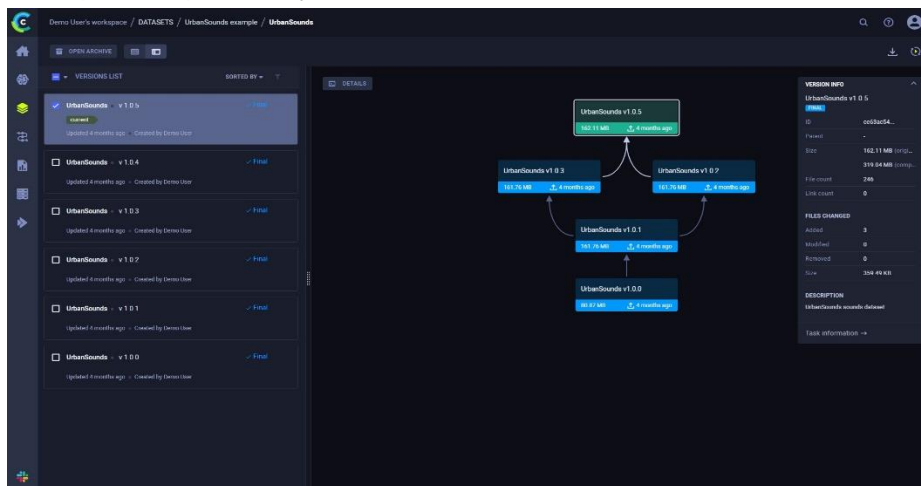 Demo User's workspace / DATASETS / UrbanSounds example / UrbanSounds
OPEN ARCHIVE
VERSIONS LIST
SORTED BY
UrbanSounds v 1.0.5
Final
current
Updated 4 months ago • Created by Demo User
UrbanSounds v 1.0.4
Final
Updated 4 months ago • Created by Demo User
UrbanSounds v 1.0.3
Final
Updated 4 months ago • Created by Demo User
UrbanSounds v 1.0.2
Final
Updated 4 months ago • Created by Demo User
UrbanSounds v 1.0.1
Final
Updated 4 months ago • Created by Demo User
UrbanSounds v 1.0.0
Final
Updated 4 months ago • Created by Demo User
DETAILS
UrbanSounds v1.0.5
162.11 MB 4 months ago
UrbanSounds v1.0.3
161.76 MB 4 months ago
UrbanSounds v1.0.2
161.76 MB 4 months ago
UrbanSounds v1.0.1
161.76 MB 4 months ago
UrbanSounds v1.0.0
80.87 MB 4 months ago
VERSION INFO
UrbanSounds v1.0.5
FINAL
ID
Parent -
Size 162.11 MB
319.04 MB
File count 246
Link count 0
FILES CHANGED
Added 3
Modified 0
Removed 0
Size 359.49 KB
DESCRIPTION
UrbanSounds sounds dataset
Task information →